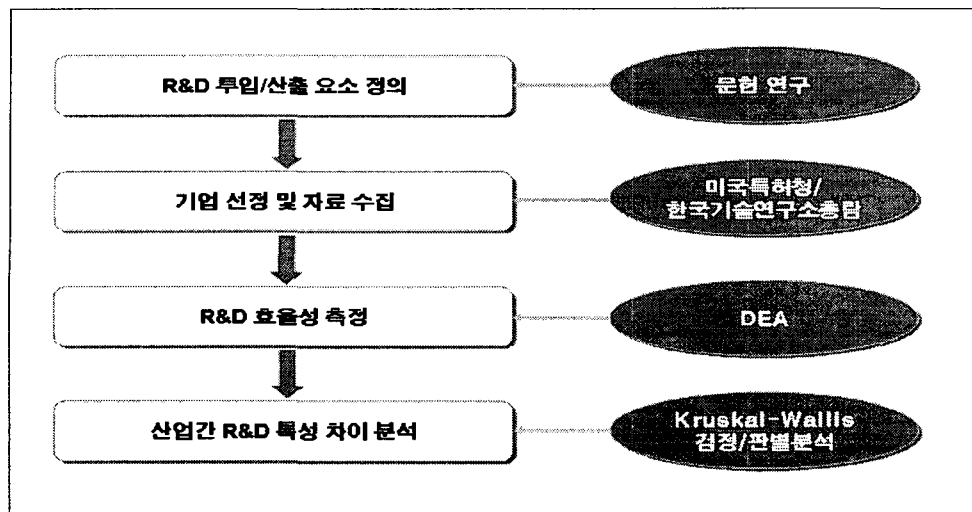 R&D 투입/산출 요소 정의
문헌 연구
기업 선정 및 자료 수집
미국특허청/
한국기술연구소총람
R&D 효율성 측정
DEA
산업간 R&D 특성 차이 분석
Kruskal-Wallis
검정/판별분석